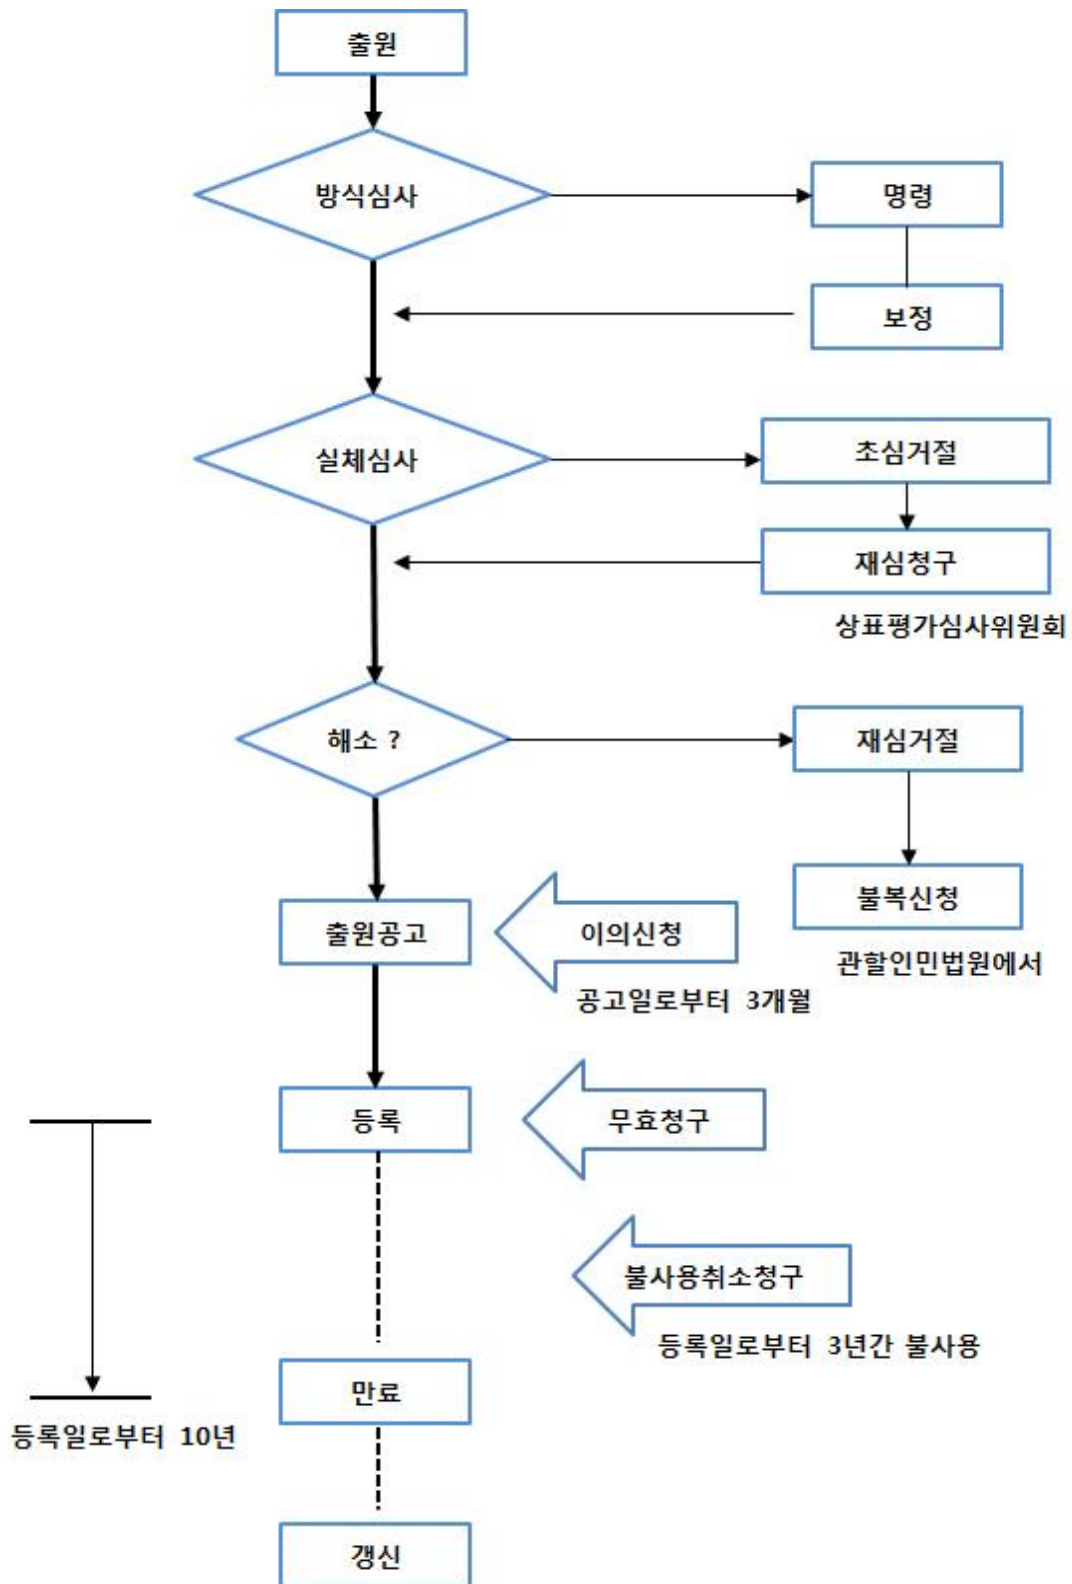 출원
방식심사
명령
보정
실체심사
초심거절
재심청구
상표평가심사위원회
해소 ?
재심거절
불복신청
관할인민법원에서
출원공고
이의신청
공고일로부터 3개월
등록
무효청구
불사용취소청구
등록일로부터 3년간 불사용
만료
등록일로부터 10년
갱신